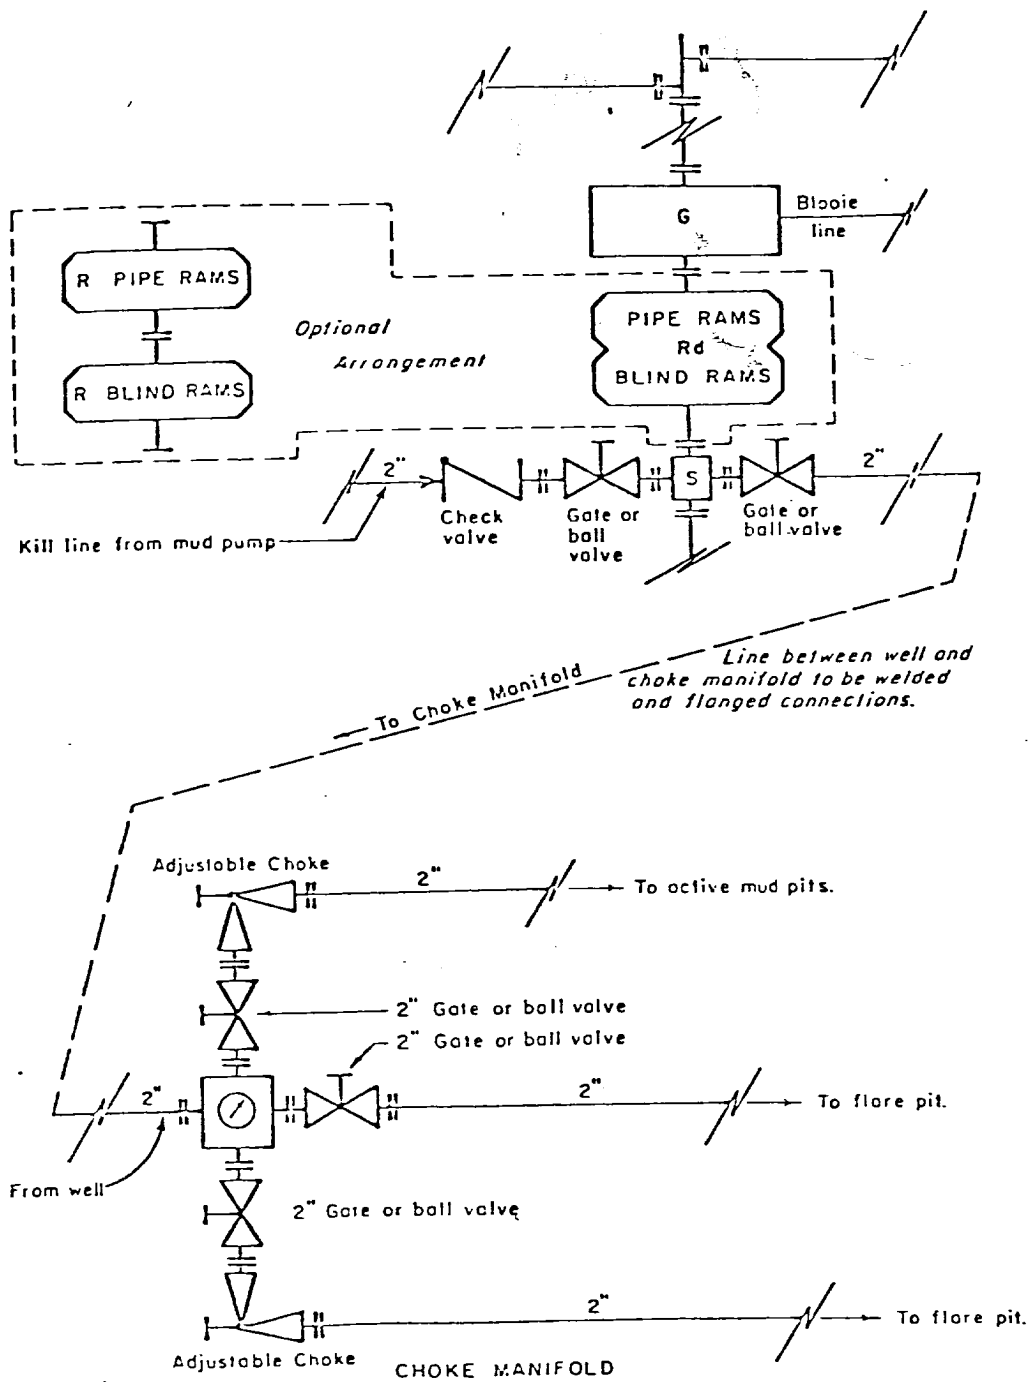 G
Blooie
line
R PIPE RAMS
Optional
Arrangement
PIPE RAMS
Rd
BLIND RAMS
R BLIND RAMS
2"
S
2"
Check
valve
Gate or
ball
valve
Gate or
ball valve
Kill line from mud pump
Line between well and
choke manifold to be welded
and flanged connections.
To Choke Manifold
Adjustable Choke
2"
To active mud pits.
2" Gate or ball valve
2" Gate or ball valve
2"
2"
To flare pit.
From well
2" Gate or ball valve
2"
To flare pit.
Adjustable Choke
CHOKE MANIFOLD